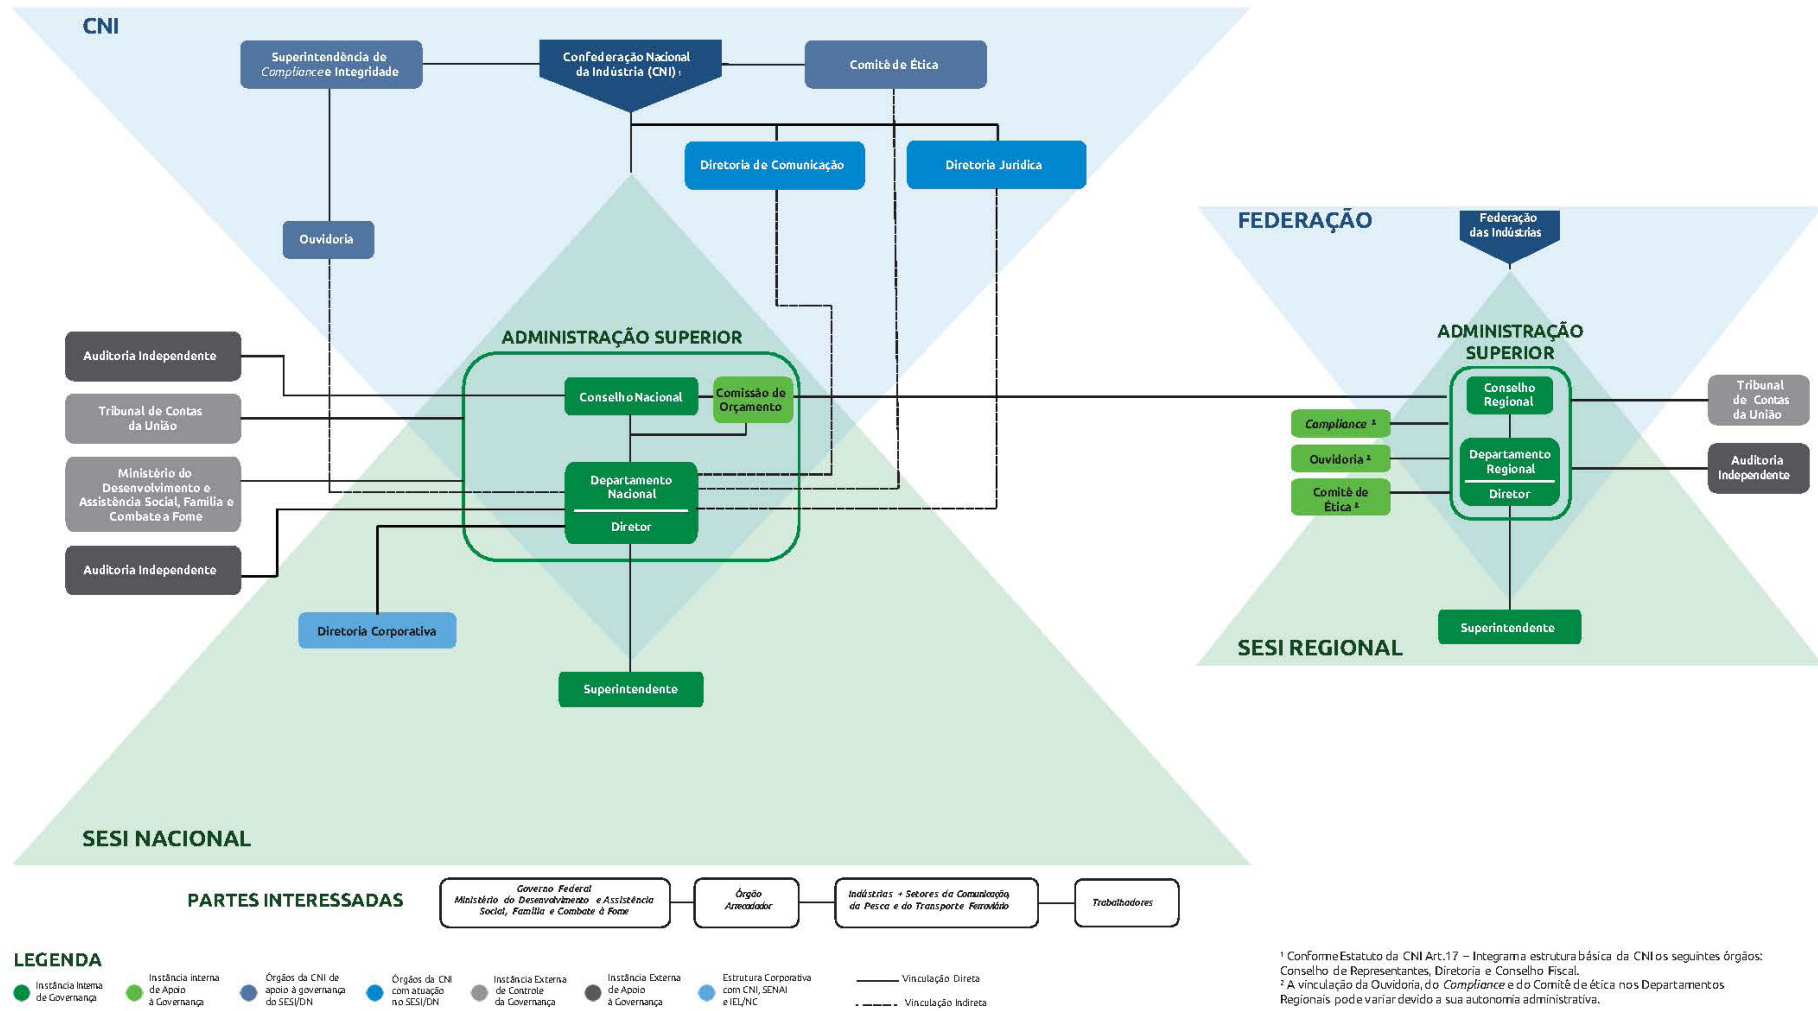 CNI
Superintendência de
Compliance e Integridade
Confederação Nacional
da Indústria (CNI) ₁
Comitê de Ética
Diretoria de Comunicação
Diretoria Jurídica
Ouvidoria
ADMINISTRAÇÃO SUPERIOR
Auditoria Independente
Tribunal de Contas
da União
Ministério do
Desenvolvimento e
Assistência Social, Família e
Combate a Fome
Auditoria Independente
Conselho Nacional
Comissão de
Orçamento
Departamento
Nacional
Diretor
Diretoria Corporativa
Superintendente
SESI NACIONAL
FEDERAÇÃO
Federação
das Indústrias
ADMINISTRAÇÃO
SUPERIOR
Conselho
Regional
Compliance ²
Ouvidoria ²
Comitê de
Ética ²
Departamento
Regional
Diretor
Tribunal
de Contas
da União
Auditoria
Independente
Superintendente
SESI REGIONAL
PARTES INTERESSADAS
Governo Federal
Ministério do Desenvolvimento e Assistência
Social, Família e Combate à Fome
Órgão
Arrecadador
Indústrias + Setores da Comunicação,
da Pesca e do Transporte Ferroviário
Trabalhadores
LEGENDA
Instância Interna
de Governança
Instância interna
de Apoio
à Governança
Órgãos da CNI de
apoio à governança
do SESI/DN
Órgãos da CNI
com atuação
no SESI/DN
Instância Externa
de Controle
da Governança
Instância Externa
de Apoio
à Governança
Estrutura Corporativa
com CNI, SENAI
e IEL/NC
Vinculação Direta
Vinculação Indireta
¹ Conforme Estatuto da CNI Art.17 – Integram a estrutura básica da CNI os seguintes órgãos:
Conselho de Representantes, Diretoria e Conselho Fiscal.
² A vinculação da Ouvidoria, do Compliance e do Comitê de ética nos Departamentos
Regionais pode variar devido a sua autonomia administrativa.